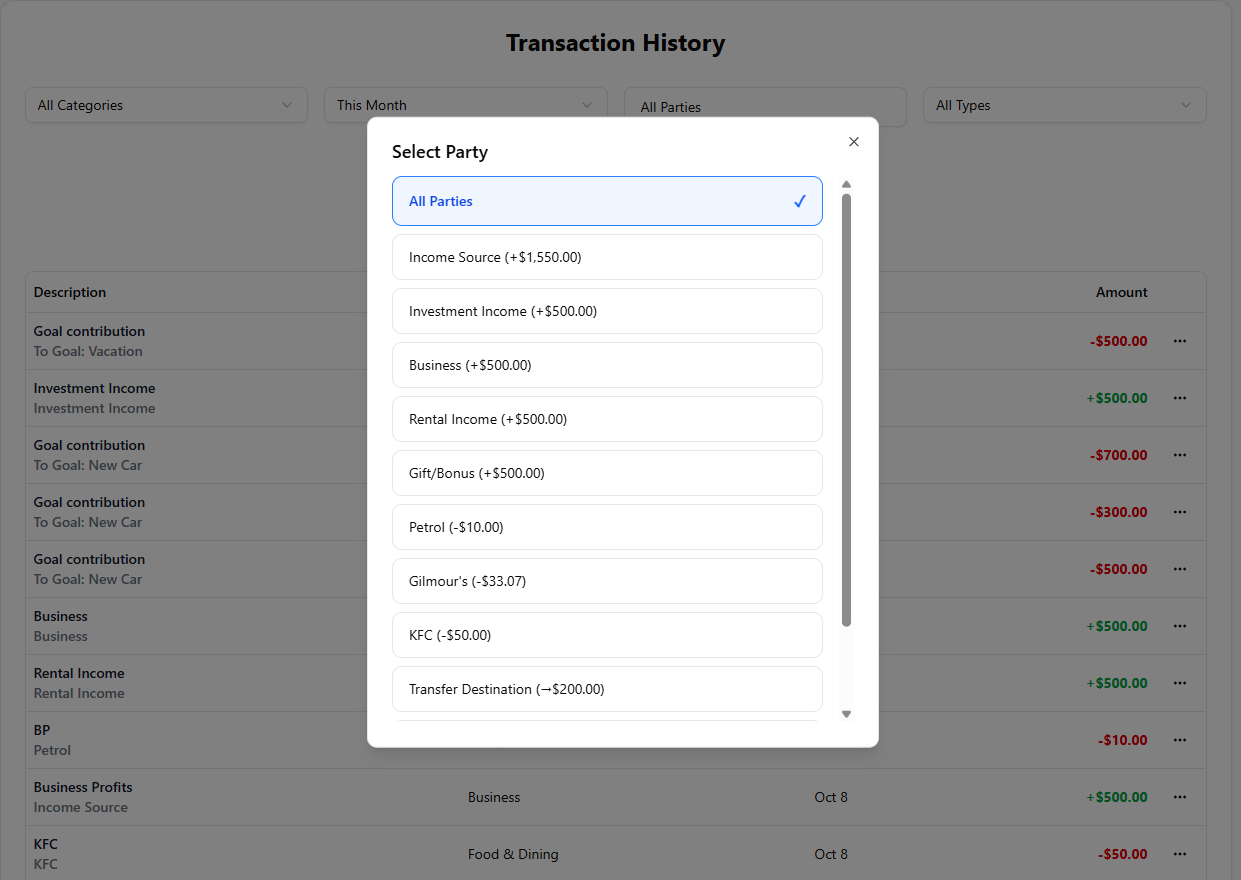 Transaction History
All Categories
This Month
All Parties
All Types
Select Party
All Parties
Income Source (+$1,550.00)
Investment Income (+$500.00)
Business (+$500.00)
Rental Income (+$500.00)
Gift/Bonus (+$500.00)
Petrol (-$10.00)
Gilmour's (-$33.07)
KFC (-$50.00)
Transfer Destination (→$200.00)
Description
Amount
Goal contribution
To Goal: Vacation
-$500.00
Investment Income
Investment Income
+$500.00
Goal contribution
To Goal: New Car
-$700.00
Goal contribution
To Goal: New Car
-$300.00
Goal contribution
To Goal: New Car
-$500.00
Business
Business
+$500.00
Rental Income
Rental Income
+$500.00
BP
Petrol
-$10.00
Business Profits
Income Source
Business
Oct 8
+$500.00
KFC
KFC
Food & Dining
Oct 8
-$50.00